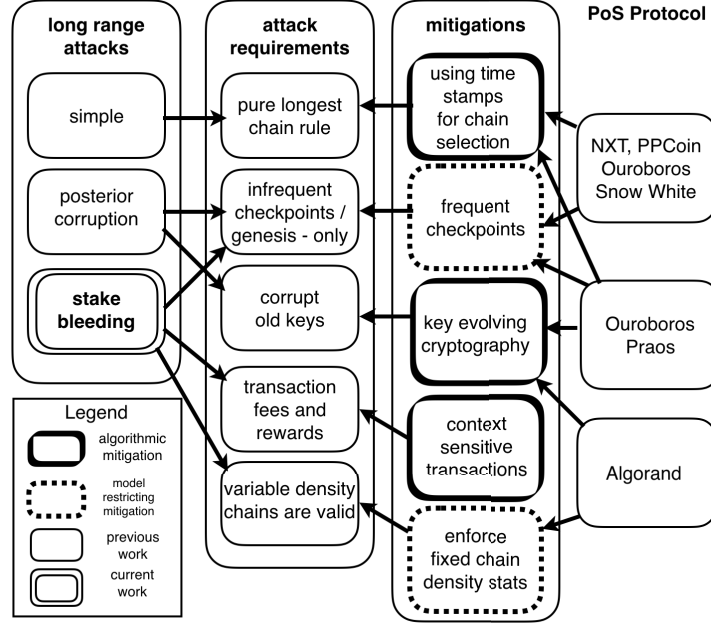 long range
attacks
simple
posterior
corruption
stake
bleeding
Legend
algorithmic
mitigation
model
restricting
mitigation
previous
work
current
work
attack
requirements
pure longest
chain rule
infrequent
checkpoints /
genesis - only
corrupt
old keys
transaction
fees and
rewards
variable density
chains are valid
mitigations
using time
stamps
for chain
selection
frequent
checkpoints
key evolving
cryptography
context
sensitive
transactions
enforce
fixed chain
density stats
PoS Protocol
NXT, PPCoin
Ouroboros
Snow White
Ouroboros
Praos
Algorand